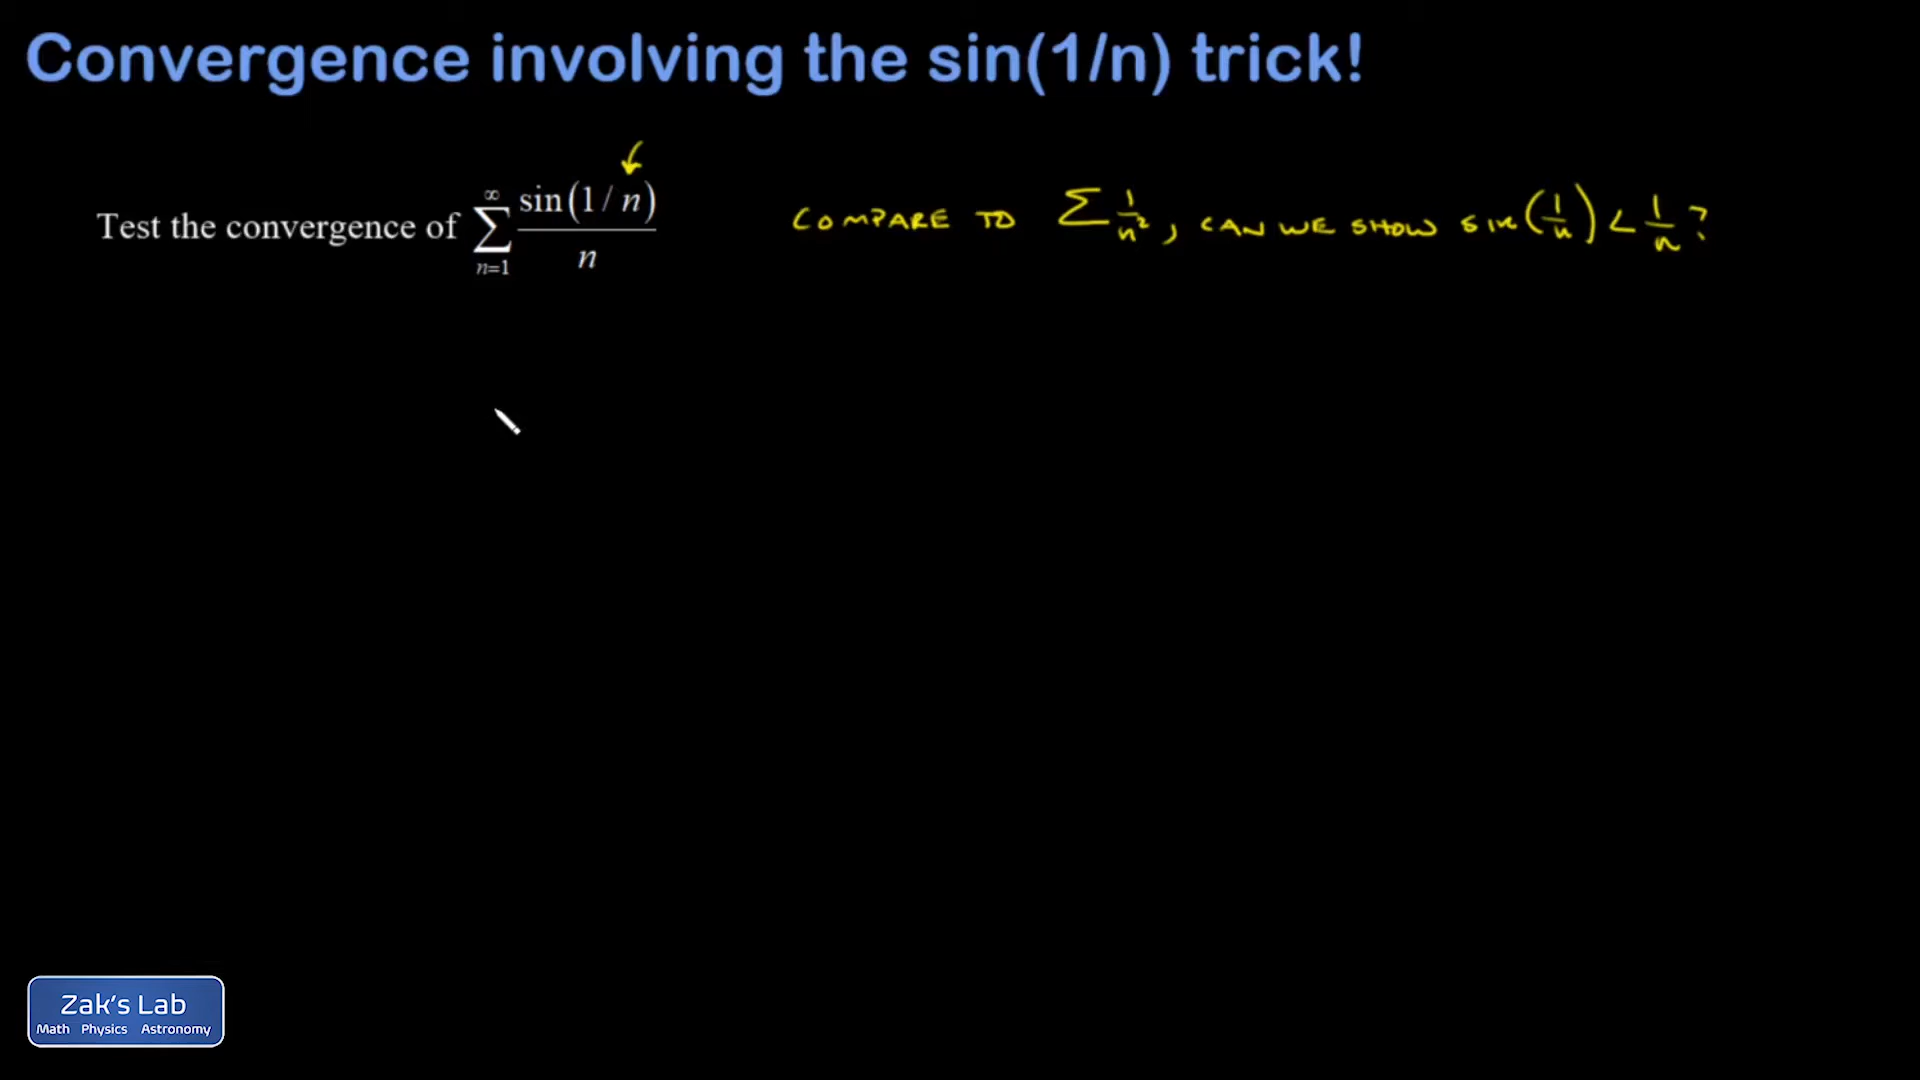 Convergence involving the sin(1/n) trick!
Test the convergence of ∑_{n=1}^{∞} sin(1/n)/n
COMPARE TO ∑ 1/n², CAN WE SHOW sin(1/n) < 1/n?
Zak's Lab
Math Physics Astronomy